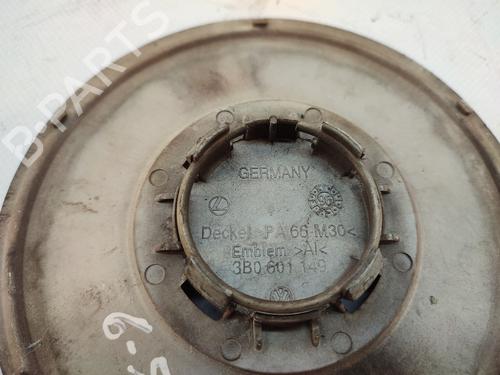 B-PARTS
GERMANY
Deckel >PA 66-M30<
Emblem >Al<
3B0 601 149